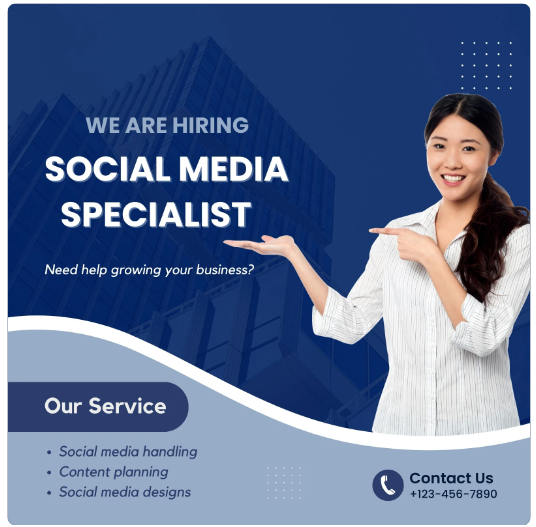 WE ARE HIRING
SOCIAL MEDIA
SPECIALIST
Need help growing your business?
Our Service
• Social media handling
• Content planning
• Social media designs
Contact Us
+123-456-7890